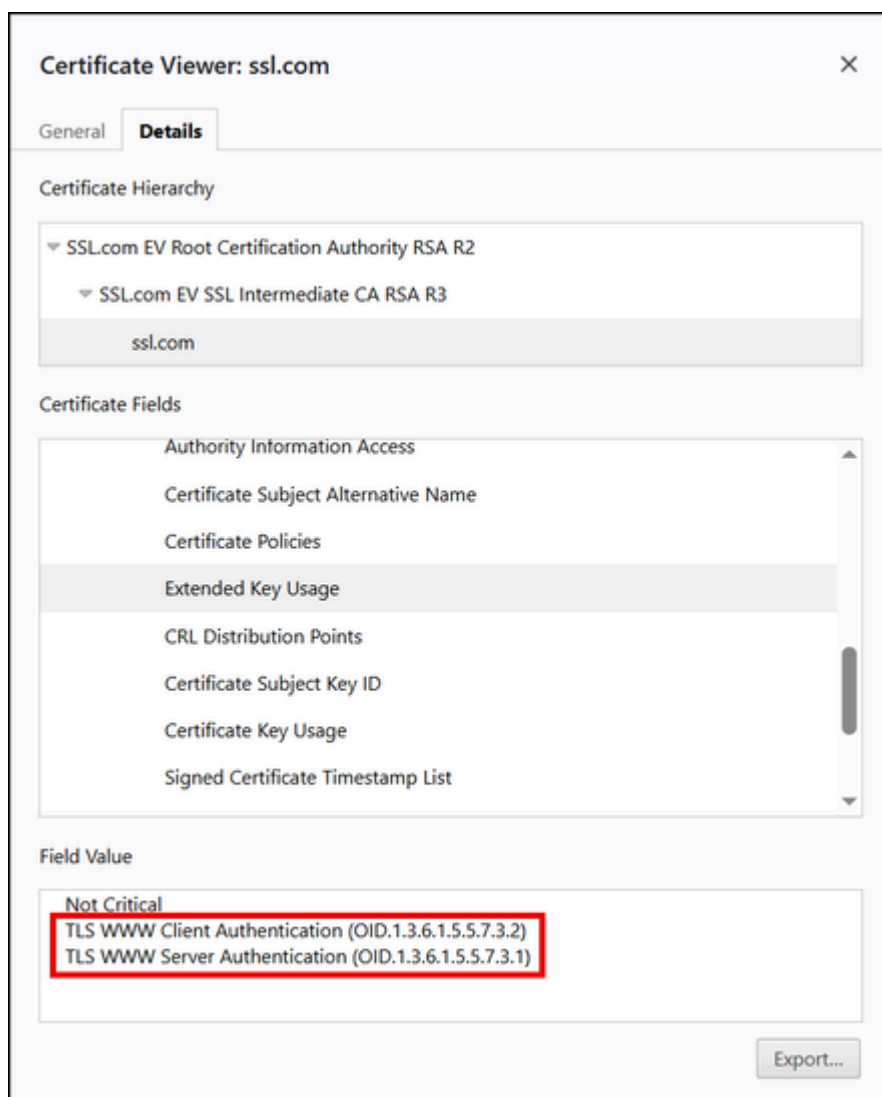 Certificate Viewer: ssl.com
General Details
Certificate Hierarchy
SSL.com EV Root Certification Authority RSA R2
SSL.com EV SSL Intermediate CA RSA R3
ssl.com
Certificate Fields
Authority Information Access
Certificate Subject Alternative Name
Certificate Policies
Extended Key Usage
CRL Distribution Points
Certificate Subject Key ID
Certificate Key Usage
Signed Certificate Timestamp List
Field Value
Not Critical
TLS WWW Client Authentication (OID.1.3.6.1.5.5.7.3.2)
TLS WWW Server Authentication (OID.1.3.6.1.5.5.7.3.1)
Export...